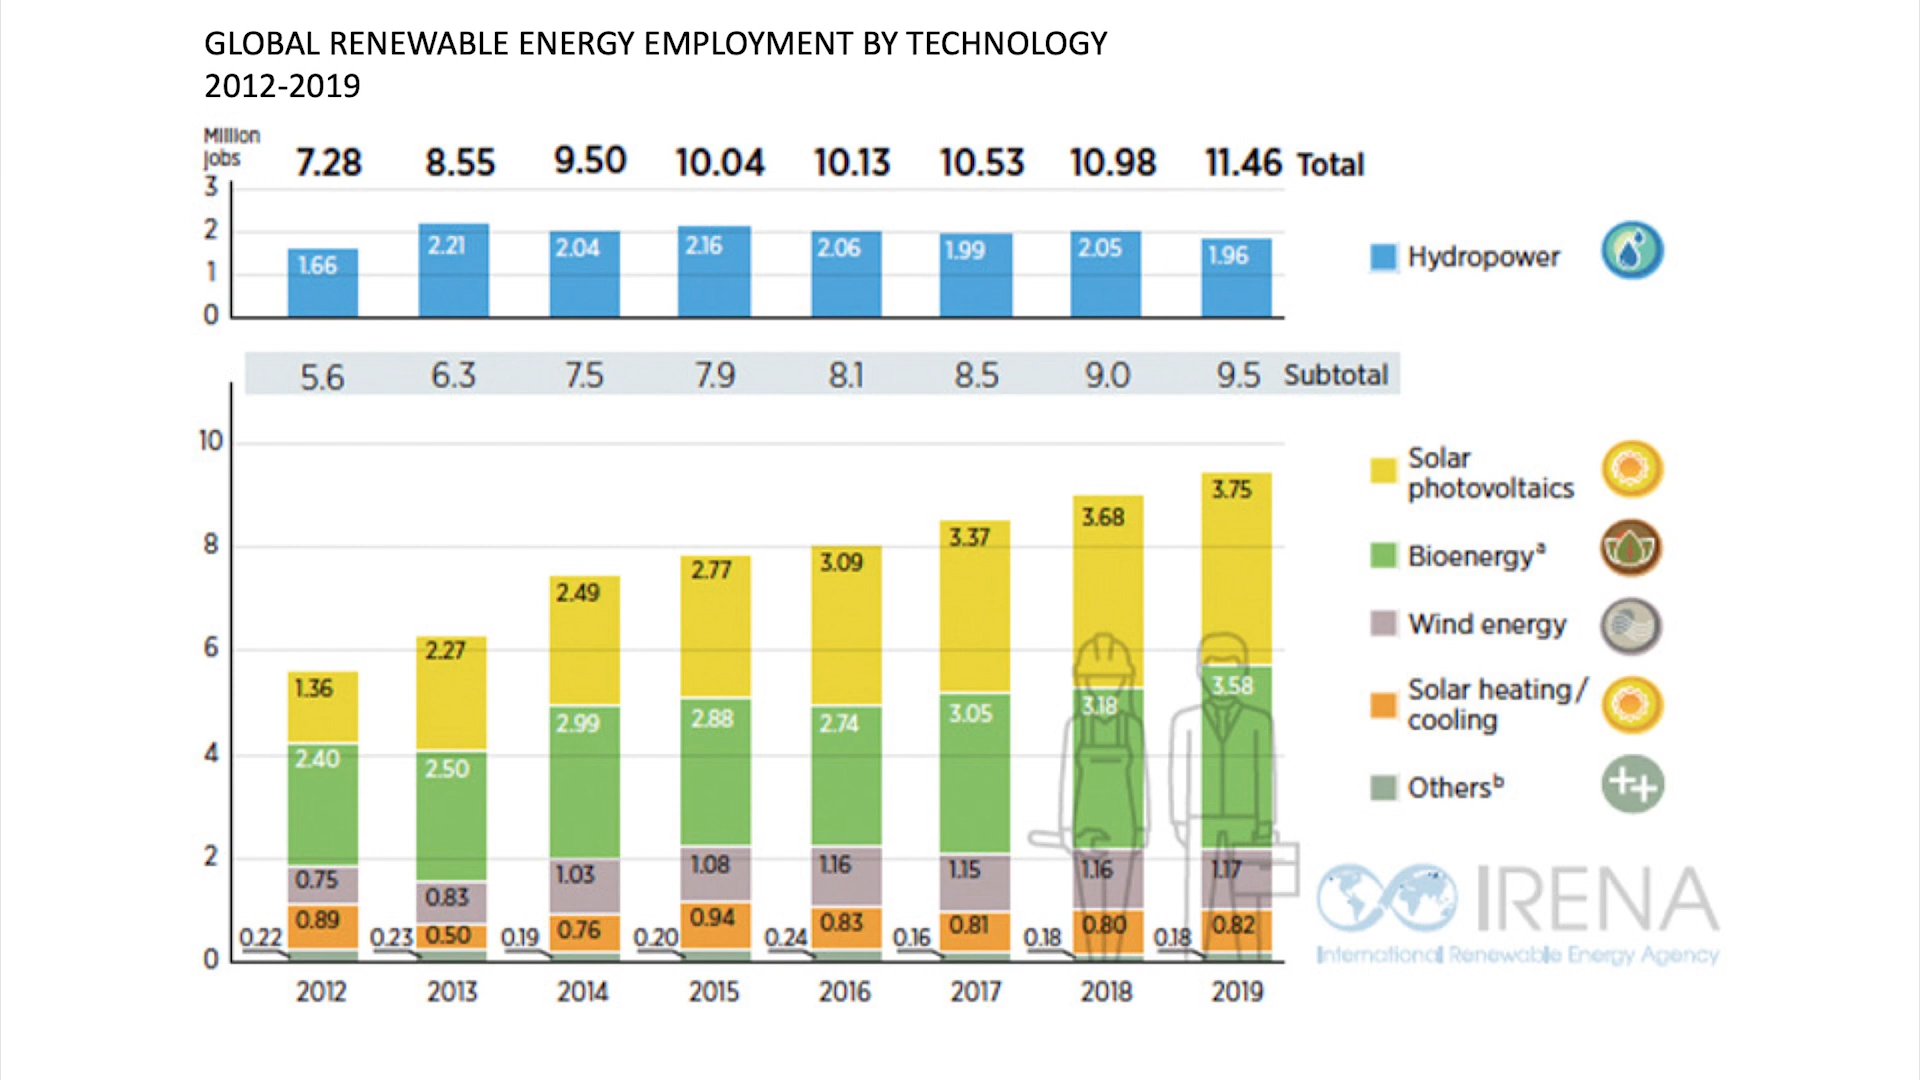 GLOBAL RENEWABLE ENERGY EMPLOYMENT BY TECHNOLOGY
2012-2019
Million
jobs
7.28 8.55 9.50 10.04 10.13 10.53 10.98 11.46 Total
3
2
1
0
1.66 2.21 2.04 2.16 2.06 1.99 2.05 1.96
Hydropower
5.6 6.3 7.5 7.9 8.1 8.5 9.0 9.5 Subtotal
10
8
6
4
2
0
1.36 2.27 2.49 2.77 3.09 3.37 3.68 3.75
2.40 2.50 2.99 2.88 2.74 3.05 3.18 3.58
0.75 0.83 1.03 1.08 1.16 1.15 1.16 1.17
0.89 0.50 0.76 0.94 0.83 0.81 0.80 0.82
0.22 0.23 0.19 0.20 0.24 0.16 0.18 0.18
2012 2013 2014 2015 2016 2017 2018 2019
Solar
photovoltaics
Bioenergyᵃ
Wind energy
Solar heating/
cooling
Othersᵇ
IRENA
International Renewable Energy Agency